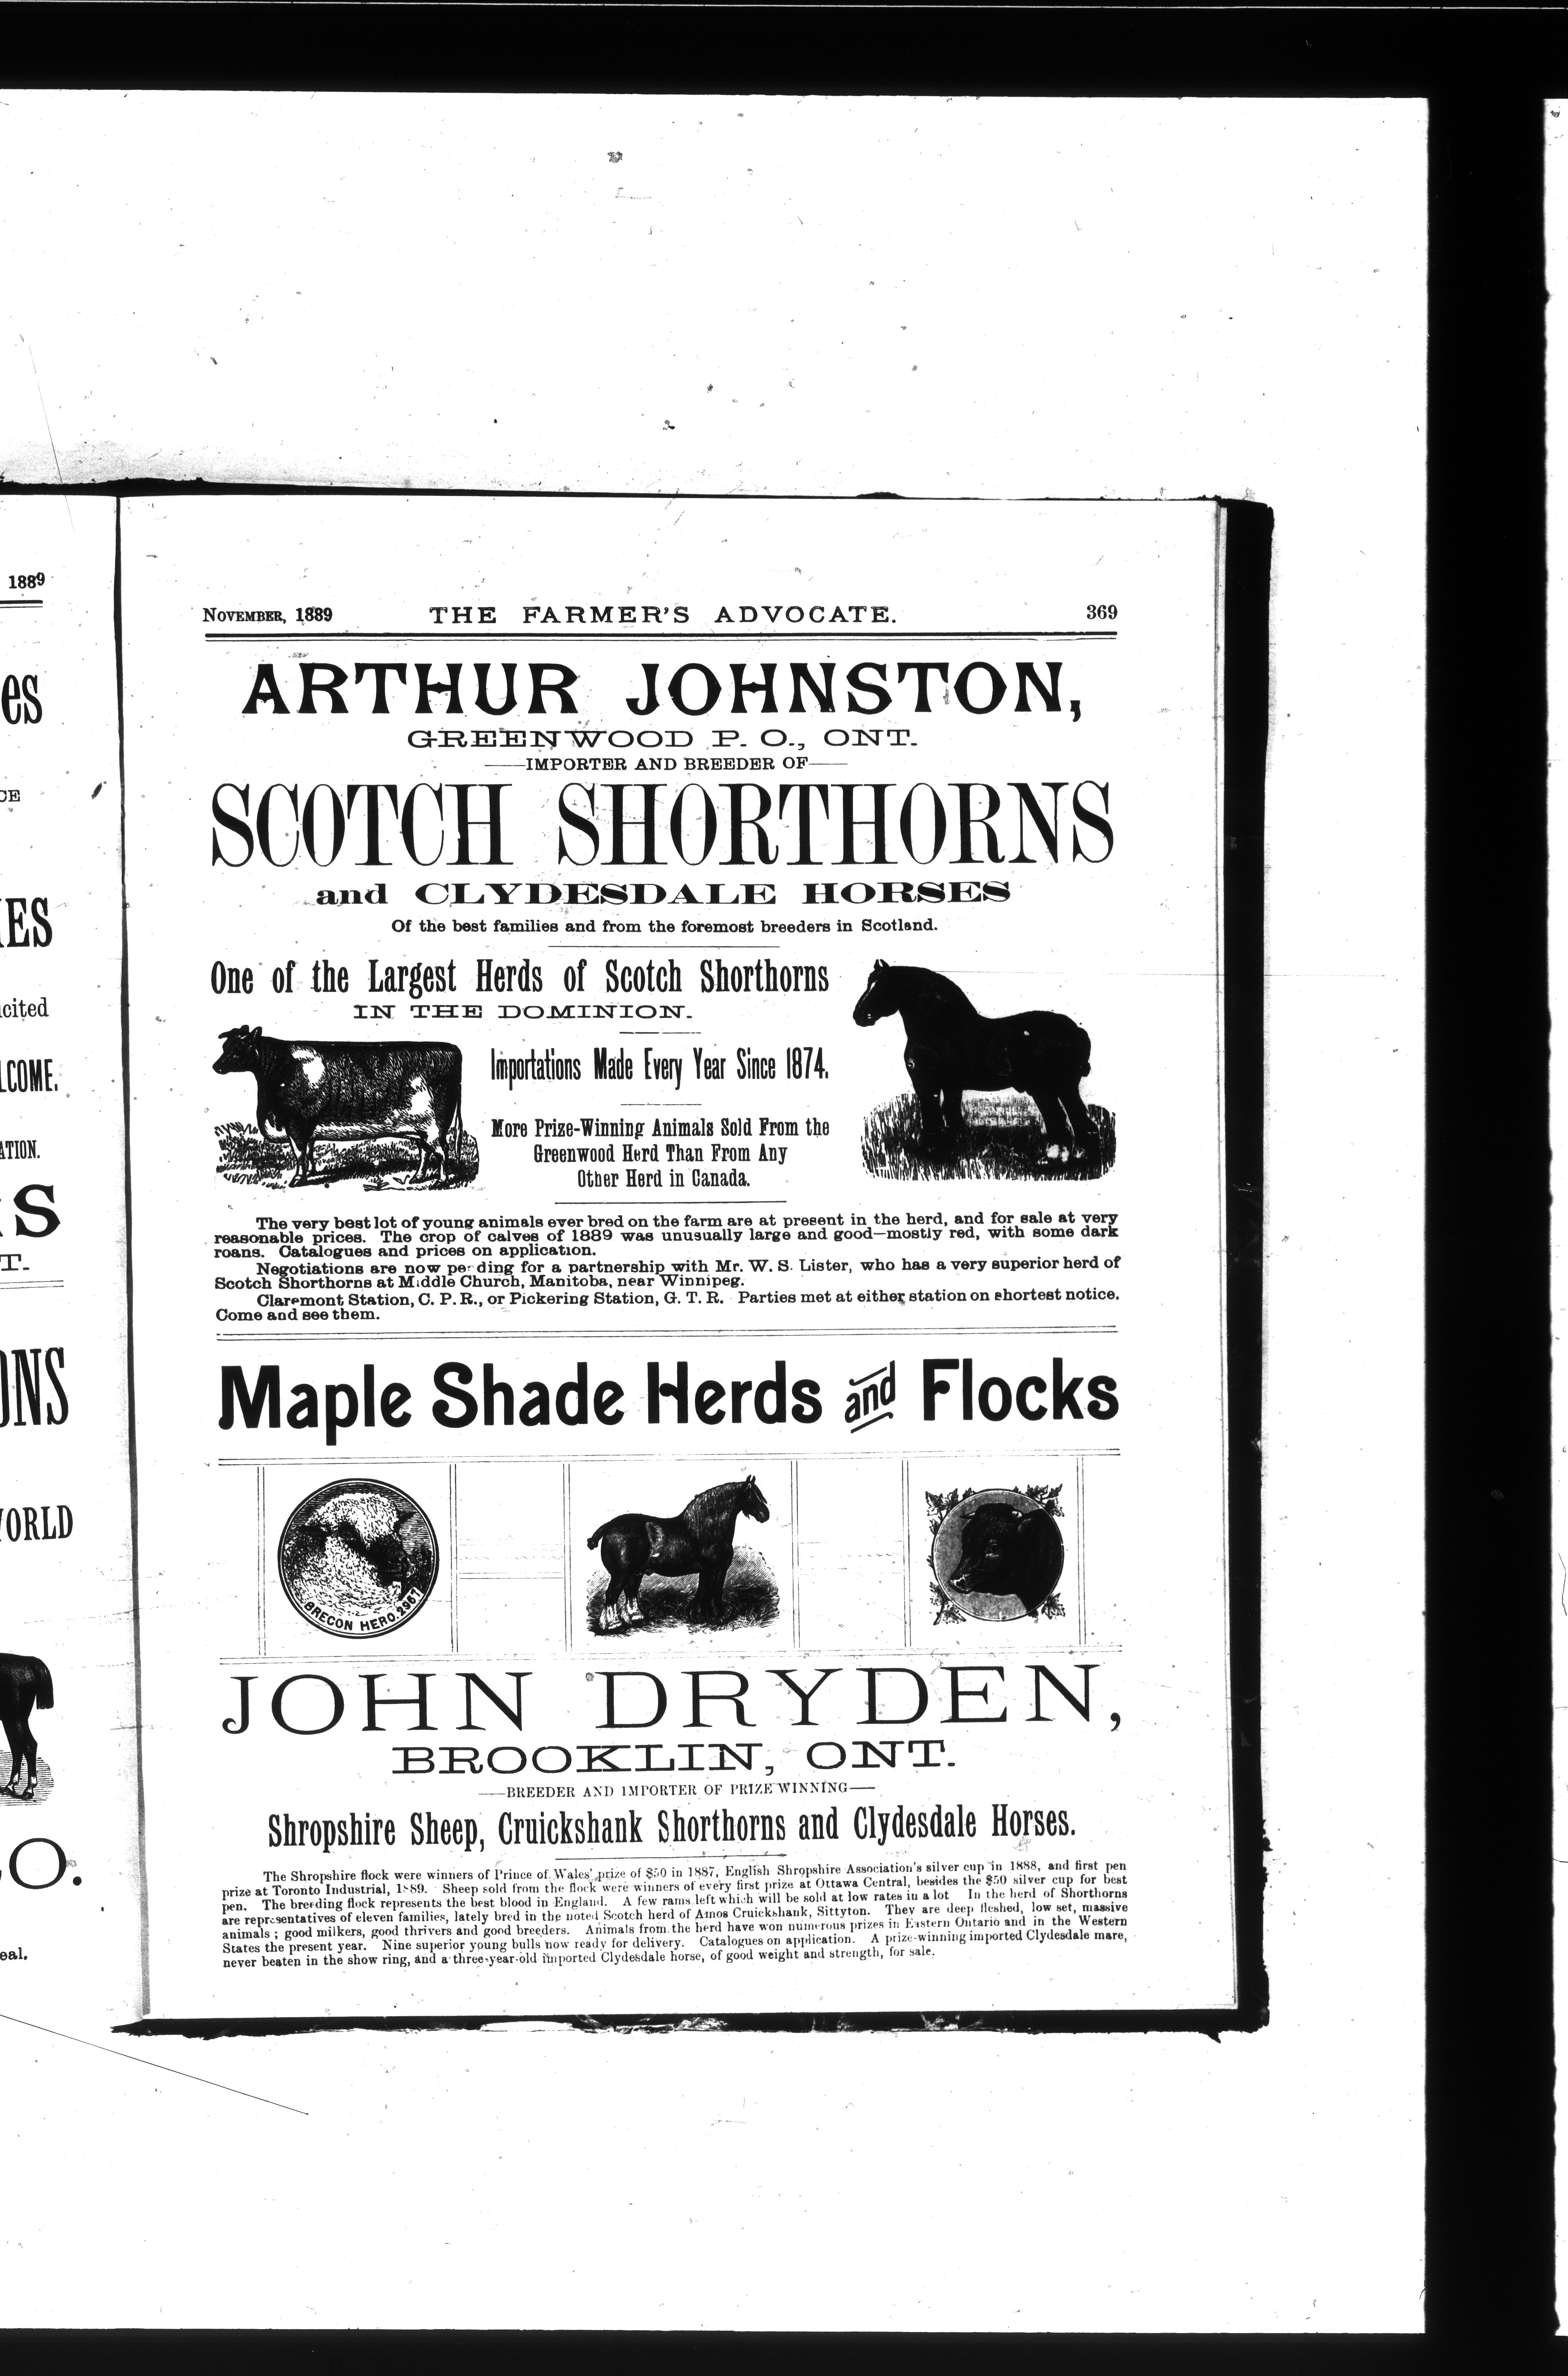 1889
es
CE
ES
icited
LCOME.
ATION.
S
T.
ONS
WORLD
O.
eal.
NOVEMBER, 1889 THE FARMER'S ADVOCATE. 369
ARTHUR JOHNSTON,
GREENWOOD P. O., ONT.
—IMPORTER AND BREEDER OF—
SCOTCH SHORTHORNS
and CLYDESDALE HORSES
Of the best families and from the foremost breeders in Scotland.
One of the Largest Herds of Scotch Shorthorns
IN THE DOMINION.
Importations Made Every Year Since 1874.
More Prize-Winning Animals Sold From the
Greenwood Herd Than From Any
Other Herd in Canada.
The very best lot of young animals ever bred on the farm are at present in the herd, and for sale at very
reasonable prices. The crop of calves of 1889 was unusually large and good—mostly red, with some dark
roans. Catalogues and prices on application.
Negotiations are now pending for a partnership with Mr. W. S. Lister, who has a very superior herd of
Scotch Shorthorns at Middle Church, Manitoba, near Winnipeg.
Claremont Station, C. P. R., or Pickering Station, G. T. R. Parties met at either station on shortest notice.
Come and see them.
Maple Shade Herds and Flocks
BRECON HERO. 2967
JOHN DRYDEN,
BROOKLIN, ONT.
—BREEDER AND IMPORTER OF PRIZE WINNING—
Shropshire Sheep, Cruickshank Shorthorns and Clydesdale Horses.
The Shropshire flock were winners of Prince of Wales' prize of $50 in 1887, English Shropshire Association's silver cup in 1888, and first pen
prize at Toronto Industrial, 1889. Sheep sold from the flock were winners of every first prize at Ottawa Central, besides the $50 silver cup for best
pen. The breeding flock represents the best blood in England. A few rams left which will be sold at low rates in a lot In the herd of Shorthorns
are representatives of eleven families, lately bred in the noted Scotch herd of Amos Cruickshank, Sittyton. They are deep fleshed, low set, massive
animals ; good milkers, good thrivers and good breeders. Animals from the herd have won numerous prizes in Eastern Ontario and in the Western
States the present year. Nine superior young bulls now ready for delivery. Catalogues on application. A prize-winning imported Clydesdale mare,
never beaten in the show ring, and a three-year-old imported Clydesdale horse, of good weight and strength, for sale.